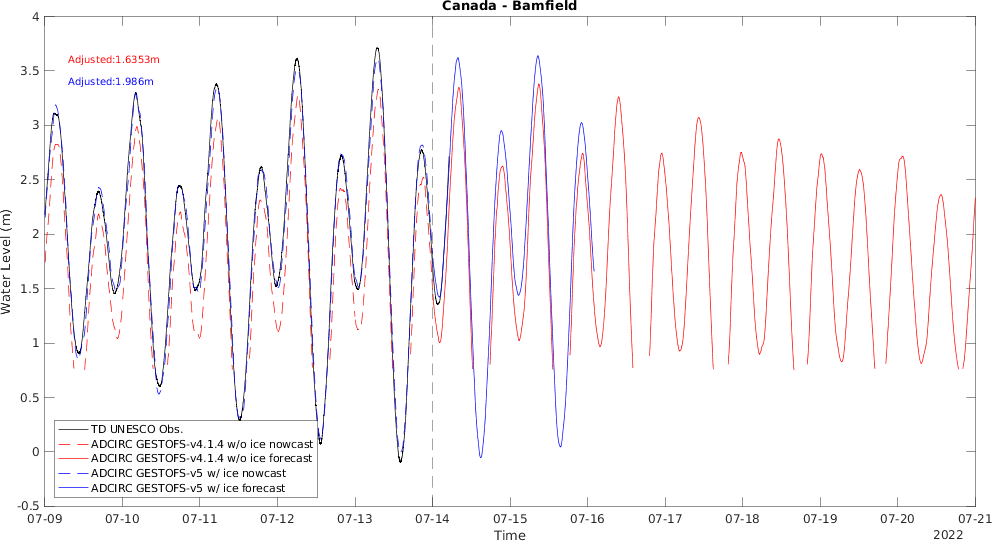 Canada - Bamfield
4
3.5
3
2.5
2
1.5
1
0.5
0
-0.5
Water Level (m)
Adjusted:1.6353m
Adjusted:1.986m
TD UNESCO Obs.
ADCIRC GESTOFS-v4.1.4 w/o ice nowcast
ADCIRC GESTOFS-v4.1.4 w/o ice forecast
ADCIRC GESTOFS-v5 w/ ice nowcast
ADCIRC GESTOFS-v5 w/ ice forecast
07-09 07-10 07-11 07-12 07-13 07-14 07-15 07-16 07-17 07-18 07-19 07-20 07-21
Time
2022